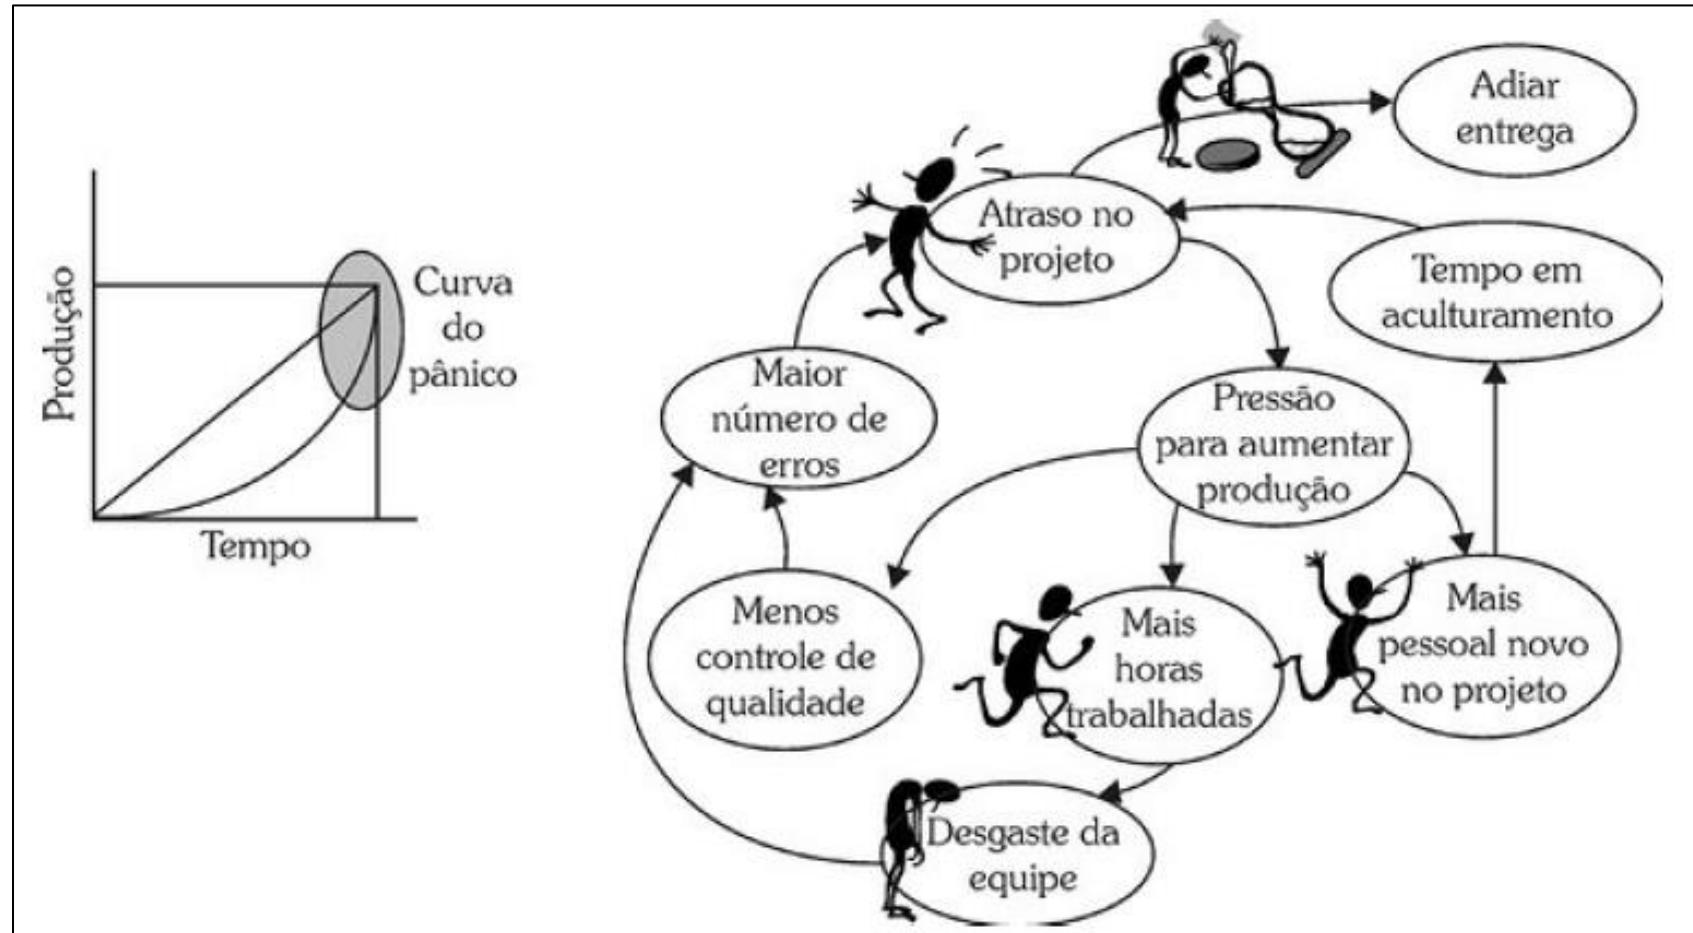 Produção
Tempo
Curva
do
pânico
Adiar
entrega
Atraso no
projeto
Tempo em
aculturamento
Maior
número de
erros
Pressão
para aumentar
produção
Menos
controle de
qualidade
Mais
horas
trabalhadas
Mais
pessoal novo
no projeto
Desgaste da
equipe